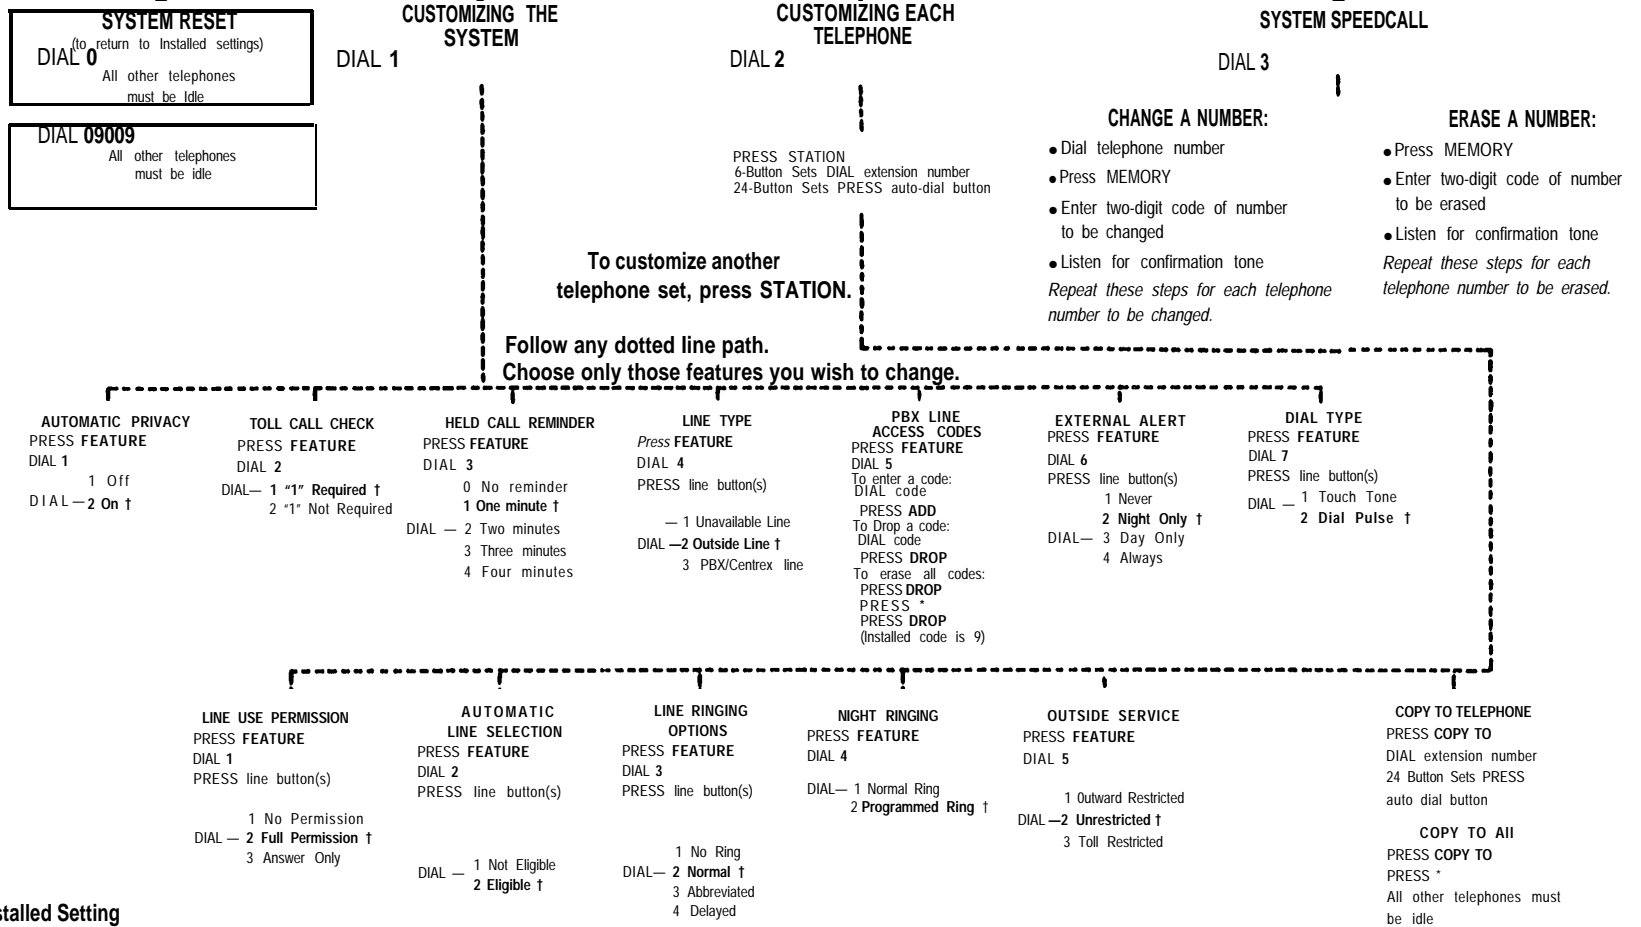 SYSTEM RESET
(to return to Installed settings)
DIAL 0
All other telephones
must be Idle
DIAL 09009
All other telephones
must be idle
CUSTOMIZING THE
SYSTEM
DIAL 1
CUSTOMIZING EACH
TELEPHONE
DIAL 2
PRESS STATION
6-Button Sets DIAL extension number
24-Button Sets PRESS auto-dial button
SYSTEM SPEEDCALL
DIAL 3
CHANGE A NUMBER:
● Dial telephone number
● Press MEMORY
● Enter two-digit code of number
to be changed
● Listen for confirmation tone
Repeat these steps for each telephone
number to be changed.
ERASE A NUMBER:
● Press MEMORY
● Enter two-digit code of number
to be erased
● Listen for confirmation tone
Repeat these steps for each
telephone number to be erased.
To customize another
telephone set, press STATION.
Follow any dotted line path.
Choose only those features you wish to change.
AUTOMATIC PRIVACY
PRESS FEATURE
DIAL 1
1 Off
DIAL — 2 On †
TOLL CALL CHECK
PRESS FEATURE
DIAL 2
DIAL — 1 "1" Required †
2 "1" Not Required
HELD CALL REMINDER
PRESS FEATURE
DIAL 3
0 No reminder
1 One minute †
DIAL — 2 Two minutes
3 Three minutes
4 Four minutes
LINE TYPE
Press FEATURE
DIAL 4
PRESS line button(s)
— 1 Unavailable Line
DIAL —2 Outside Line †
3 PBX/Centrex line
PBX LINE
ACCESS CODES
PRESS FEATURE
DIAL 5
To enter a code:
DIAL code
PRESS ADD
To Drop a code:
DIAL code
PRESS DROP
To erase all codes:
PRESS DROP
PRESS *
PRESS DROP
(Installed code is 9)
EXTERNAL ALERT
PRESS FEATURE
DIAL 6
PRESS line button(s)
1 Never
2 Night Only †
DIAL— 3 Day Only
4 Always
DIAL TYPE
PRESS FEATURE
DIAL 7
PRESS line button(s)
DIAL — 1 Touch Tone
2 Dial Pulse †
LINE USE PERMISSION
PRESS FEATURE
DIAL 1
PRESS line button(s)
1 No Permission
DIAL — 2 Full Permission †
3 Answer Only
AUTOMATIC
LINE SELECTION
PRESS FEATURE
DIAL 2
PRESS line button(s)
DIAL — 1 Not Eligible
2 Eligible †
LINE RINGING
OPTIONS
PRESS FEATURE
DIAL 3
PRESS line button(s)
1 No Ring
DIAL— 2 Normal †
3 Abbreviated
4 Delayed
NIGHT RINGING
PRESS FEATURE
DIAL 4
DIAL— 1 Normal Ring
2 Programmed Ring †
OUTSIDE SERVICE
PRESS FEATURE
DIAL 5
1 Outward Restricted
DIAL —2 Unrestricted †
3 Toll Restricted
COPY TO TELEPHONE
PRESS COPY TO
DIAL extension number
24 Button Sets PRESS
auto dial button
COPY TO All
PRESS COPY TO
PRESS *
All other telephones must
be idle
stalled Setting